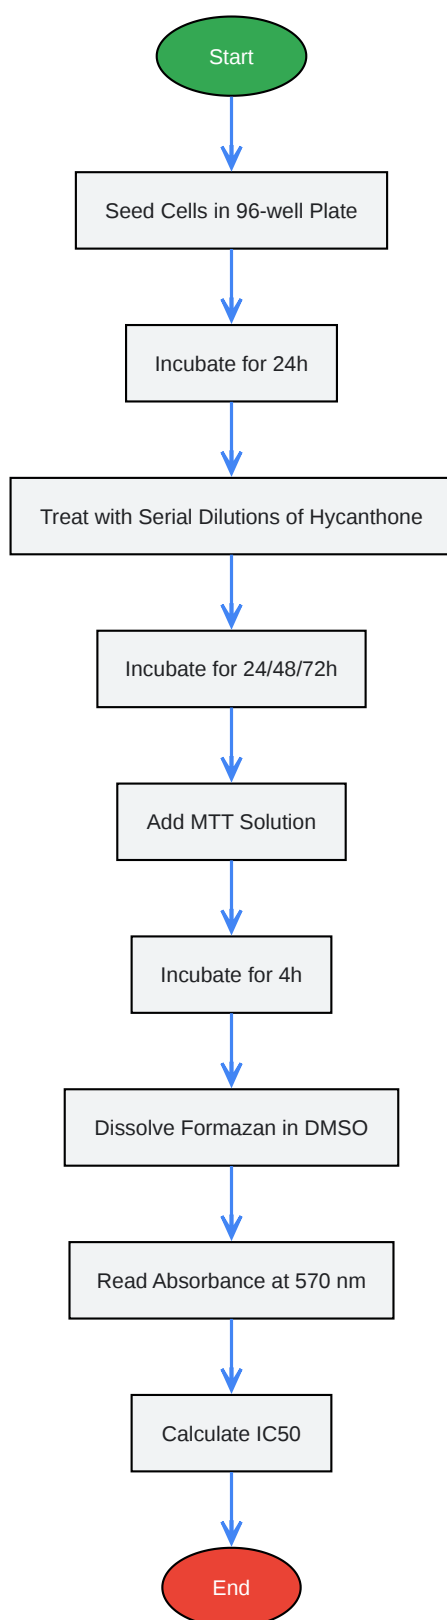 Start
Seed Cells in 96-well Plate
Incubate for 24h
Treat with Serial Dilutions of Hycanthone
Incubate for 24/48/72h
Add MTT Solution
Incubate for 4h
Dissolve Formazan in DMSO
Read Absorbance at 570 nm
Calculate IC50
End